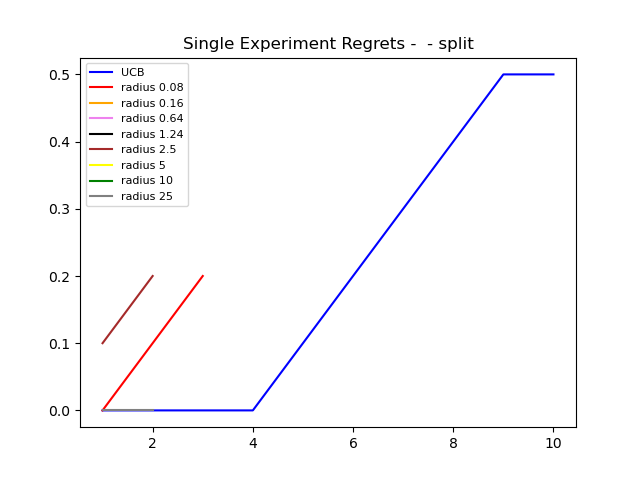 Single Experiment Regrets -  - split
UCB
radius 0.08
radius 0.16
radius 0.64
radius 1.24
radius 2.5
radius 5
radius 10
radius 25
0.5
0.4
0.3
0.2
0.1
0.0
2 4 6 8 10